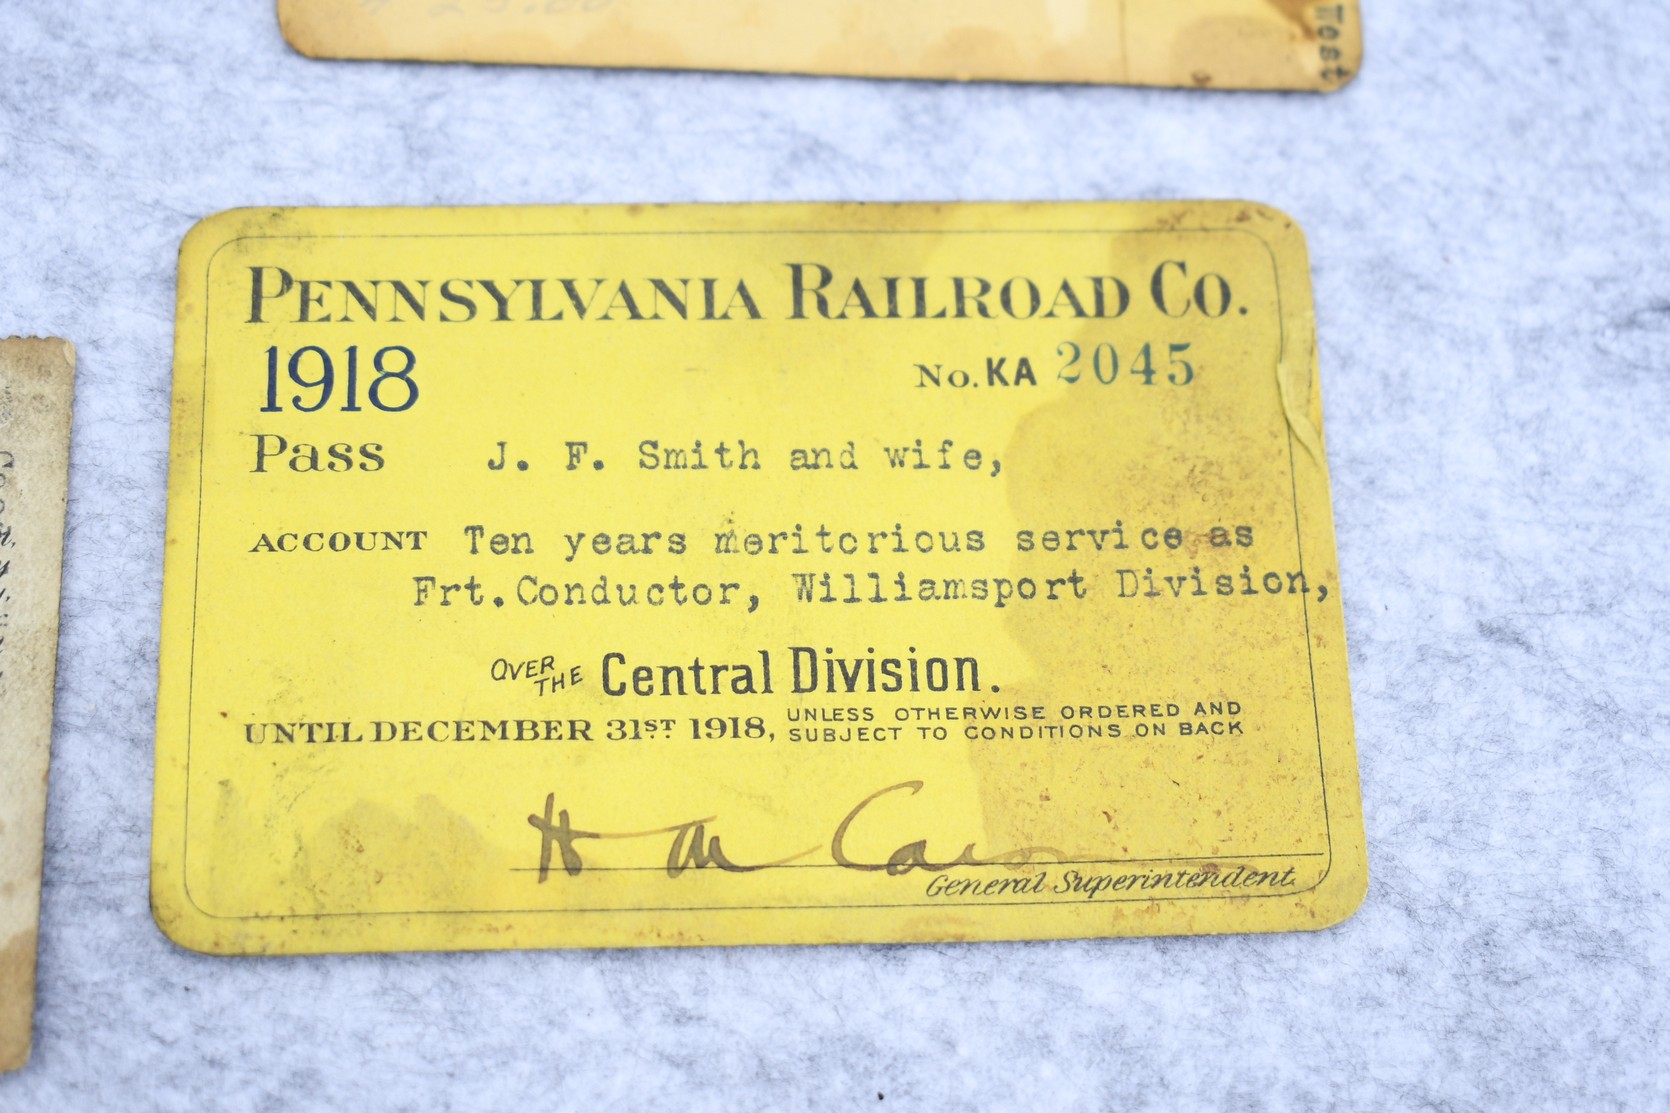 Test
PENNSYLVANIA RAILROAD CO.
1918
No. KA 2045
Pass J. F. Smith and wife,
ACCOUNT Ten years meritorious service as
Frt. Conductor, Williamsport Division,
OVER THE Central Division.
UNTIL DECEMBER 31ST 1918, UNLESS OTHERWISE ORDERED AND
SUBJECT TO CONDITIONS ON BACK
H M Car
General Superintendent.